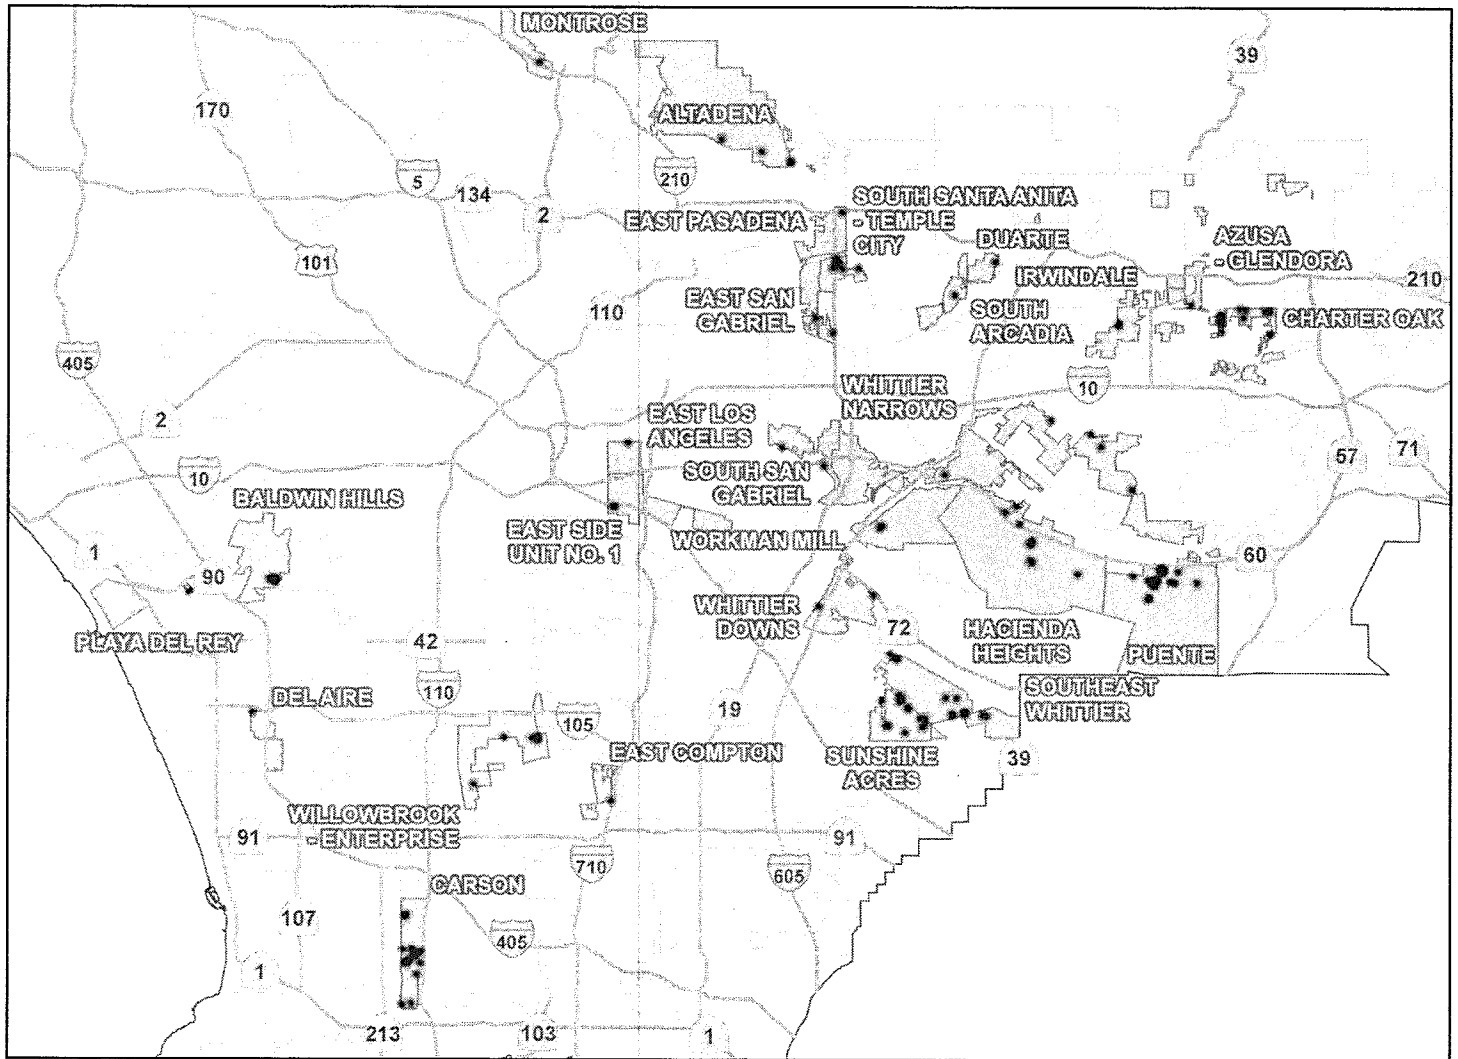 MONTROSE
39
170
ALTADENA
5
134
210
2
SOUTH SANTA ANITA
- TEMPLE
CITY
EAST PASADENA
DUARTE
AZUSA
- GLENDORA
101
IRWINDALE
210
110
EAST SAN
GABRIEL
SOUTH
ARCADIA
CHARTER OAK
405
10
WHITTIER
NARROWS
2
EAST LOS
ANGELES
57
71
10
SOUTH SAN
GABRIEL
BALDWIN HILLS
EAST SIDE
UNIT NO. 1
WORKMAN MILL
1
90
60
WHITTIER
DOWNS
72
HACIENDA
HEIGHTS
PUENTE
PLAYA DEL REY
42
110
DEL AIRE
19
SOUTHEAST
WHITTIER
105
EAST COMPTON
SUNSHINE
ACRES
39
WILLOWBROOK
- ENTERPRISE
91
91
710
605
CARSON
107
405
1
213
103
1